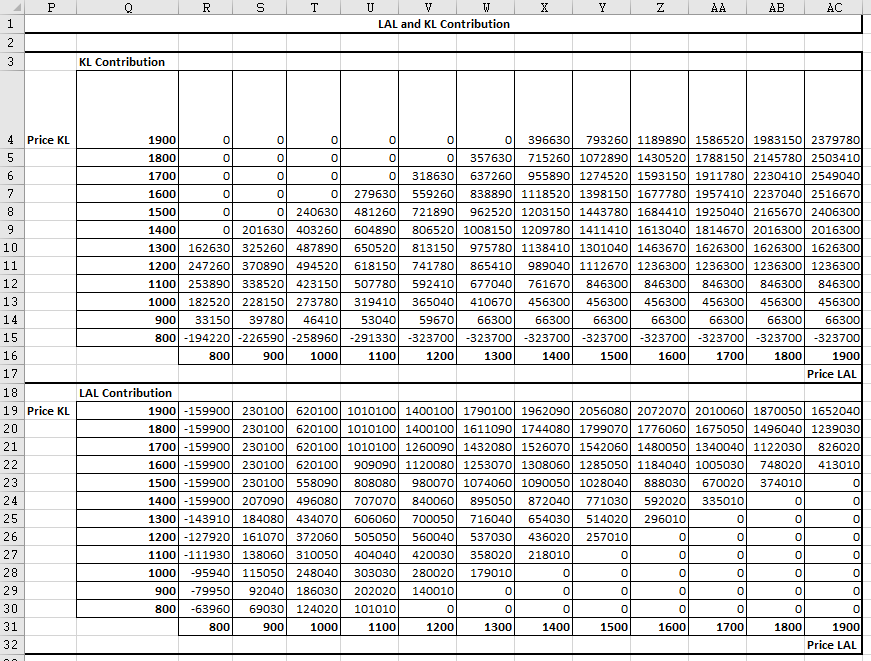 P Q R S T U V W X Y Z AA AB AC
1 LAL and KL Contribution
2
3 KL Contribution
4 Price KL 1900 0 0 0 0 0 0 396630 793260 1189890 1586520 1983150 2379780
5 1800 0 0 0 0 0 357630 715260 1072890 1430520 1788150 2145780 2503410
6 1700 0 0 0 0 318630 637260 955890 1274520 1593150 1911780 2230410 2549040
7 1600 0 0 0 279630 559260 838890 1118520 1398150 1677780 1957410 2237040 2516670
8 1500 0 0 240630 481260 721890 962520 1203150 1443780 1684410 1925040 2165670 2406300
9 1400 0 201630 403260 604890 806520 1008150 1209780 1411410 1613040 1814670 2016300 2016300
10 1300 162630 325260 487890 650520 813150 975780 1138410 1301040 1463670 1626300 1626300 1626300
11 1200 247260 370890 494520 618150 741780 865410 989040 1112670 1236300 1236300 1236300 1236300
12 1100 253890 338520 423150 507780 592410 677040 761670 846300 846300 846300 846300 846300
13 1000 182520 228150 273780 319410 365040 410670 456300 456300 456300 456300 456300 456300
14 900 33150 39780 46410 53040 59670 66300 66300 66300 66300 66300 66300 66300
15 800 -194220 -226590 -258960 -291330 -323700 -323700 -323700 -323700 -323700 -323700 -323700 -323700
16 800 900 1000 1100 1200 1300 1400 1500 1600 1700 1800 1900
17 Price LAL
18 LAL Contribution
19 Price KL 1900 -159900 230100 620100 1010100 1400100 1790100 1962090 2056080 2072070 2010060 1870050 1652040
20 1800 -159900 230100 620100 1010100 1400100 1611090 1744080 1799070 1776060 1675050 1496040 1239030
21 1700 -159900 230100 620100 1010100 1260090 1432080 1526070 1542060 1480050 1340040 1122030 826020
22 1600 -159900 230100 620100 909090 1120080 1253070 1308060 1285050 1184040 1005030 748020 413010
23 1500 -159900 230100 558090 808080 980070 1074060 1090050 1028040 888030 670020 374010 0
24 1400 -159900 207090 496080 707070 840060 895050 872040 771030 592020 335010 0 0
25 1300 -143910 184080 434070 606060 700050 716040 654030 514020 296010 0 0 0
26 1200 -127920 161070 372060 505050 560040 537030 436020 257010 0 0 0 0
27 1100 -111930 138060 310050 404040 420030 358020 218010 0 0 0 0 0
28 1000 -95940 115050 248040 303030 280020 179010 0 0 0 0 0 0
29 900 -79950 92040 186030 202020 140010 0 0 0 0 0 0 0
30 800 -63960 69030 124020 101010 0 0 0 0 0 0 0 0
31 800 900 1000 1100 1200 1300 1400 1500 1600 1700 1800 1900
32 Price LAL